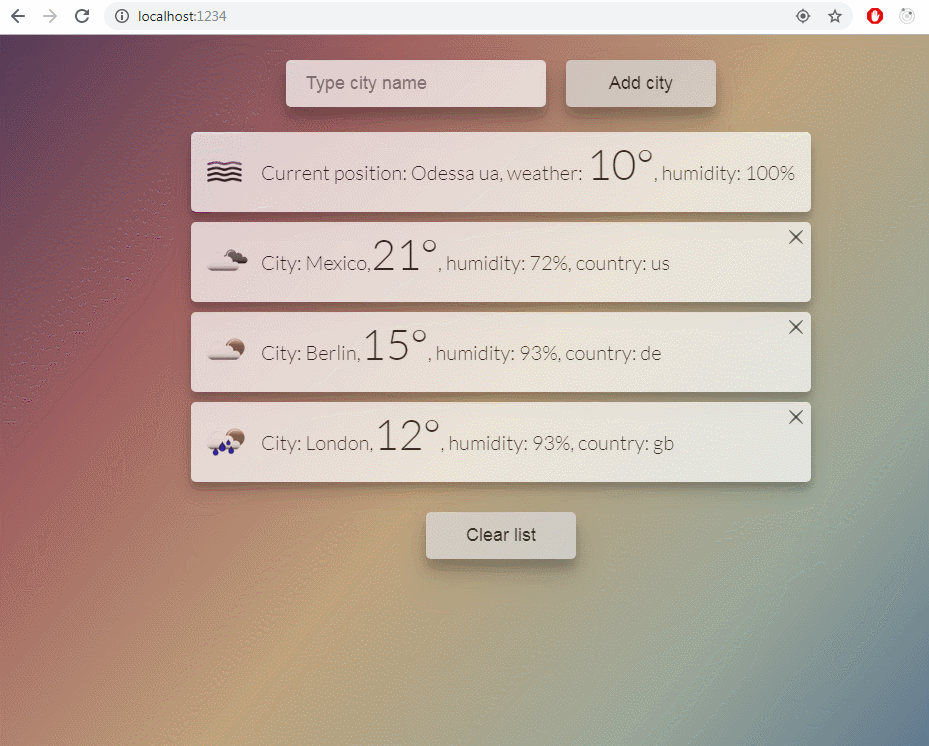 localhost:1234
Type city name
Add city
Current position: Odessa ua, weather: 10°, humidity: 100%
City: Mexico, 21°, humidity: 72%, country: us
City: Berlin, 15°, humidity: 93%, country: de
City: London, 12°, humidity: 93%, country: gb
Clear list